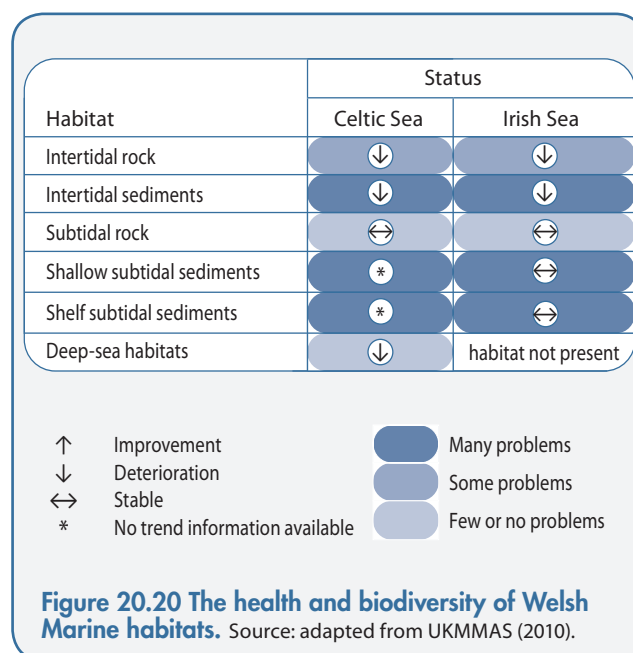 Status
Habitat Celtic Sea Irish Sea
Intertidal rock ↓ ↓
Intertidal sediments ↓ ↓
Subtidal rock ↔ ↔
Shallow subtidal sediments * ↔
Shelf subtidal sediments * ↔
Deep-sea habitats ↓ habitat not present
↑ Improvement
↓ Deterioration
↔ Stable
* No trend information available
Many problems
Some problems
Few or no problems
Figure 20.20 The health and biodiversity of Welsh
Marine habitats. Source: adapted from UKMMAS (2010).